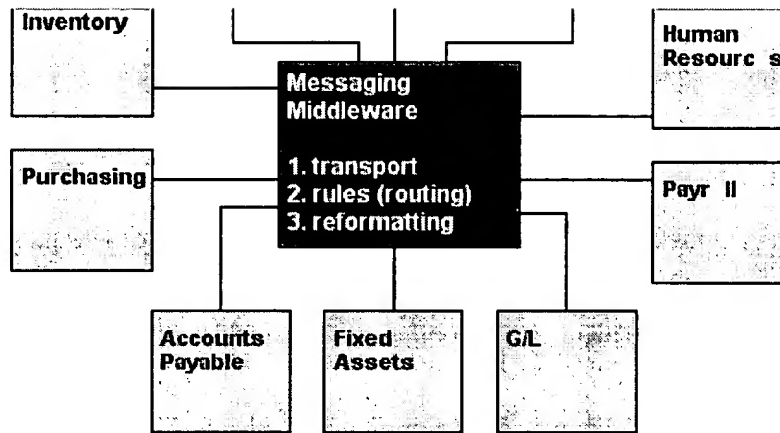 Inventory
Human
Resourc s
Messaging
Middleware
1. transport
2. rules (routing)
3. reformatting
Purchasing
Payr ll
Accounts
Payable
Fixed
Assets
G/L